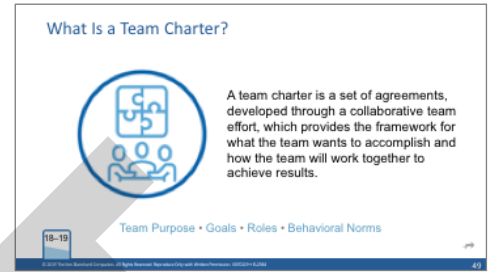 What Is a Team Charter?
A team charter is a set of agreements,
developed through a collaborative team
effort, which provides the framework for
what the team wants to accomplish and
how the team will work together to
achieve results.
Team Purpose • Goals • Roles • Behavioral Norms
18–19
49